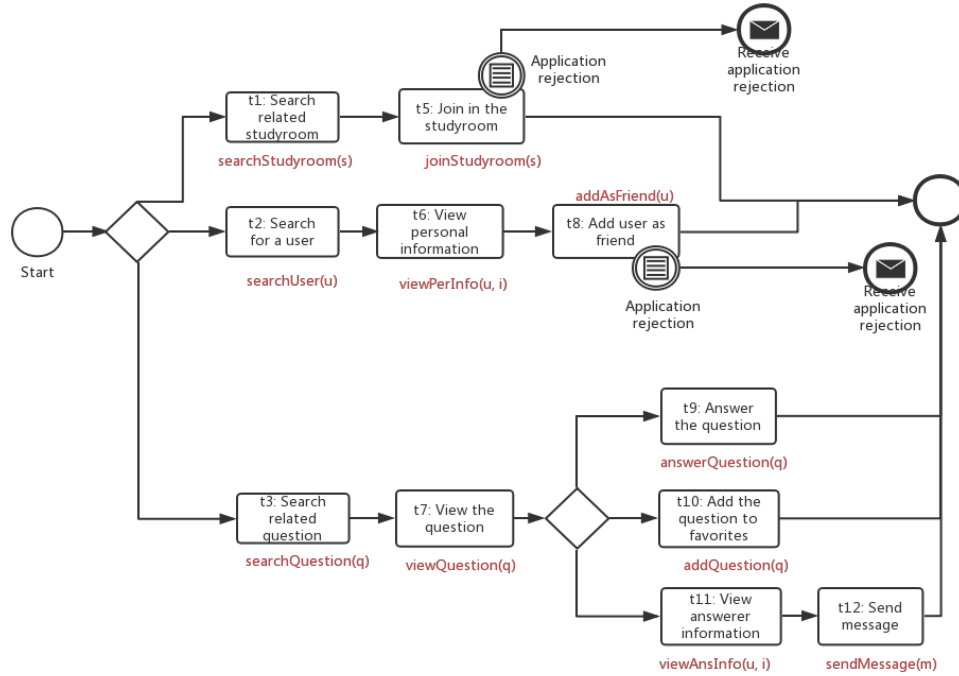 Application
rejection
Receive
application
rejection
t1: Search
related
studyroom
searchStudyroom(s)
t5: Join in the
studyroom
joinStudyroom(s)
Start
t2: Search
for a user
searchUser(u)
t6: View
personal
information
viewPerInfo(u, i)
addAsFriend(u)
t8: Add user as
friend
Application
rejection
Receive
application
rejection
t9: Answer
the question
answerQuestion(q)
t3: Search
related
question
searchQuestion(q)
t7: View the
question
viewQuestion(q)
t10: Add the
question to
favorites
addQuestion(q)
t11: View
answerer
information
viewAnsInfo(u, i)
t12: Send
message
sendMessage(m)